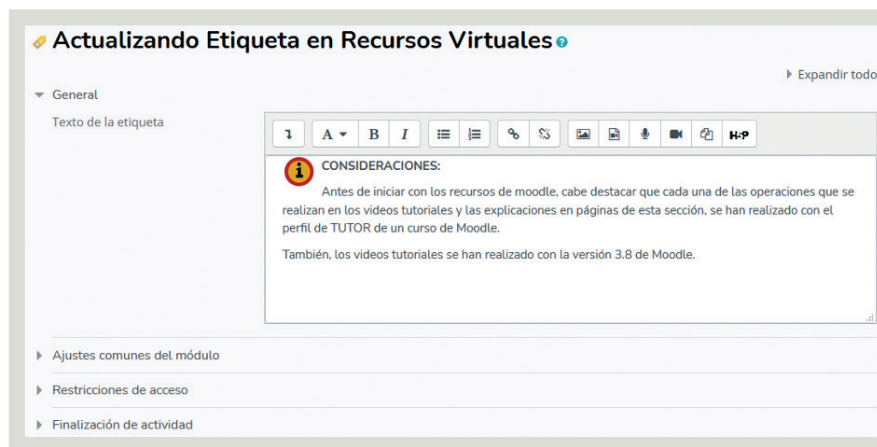 Actualizando Etiqueta en Recursos Virtuales ?
Expandir todo
General
Texto de la etiqueta
A B I H-P
i CONSIDERACIONES:
Antes de iniciar con los recursos de moodle, cabe destacar que cada una de las operaciones que se
realizan en los videos tutoriales y las explicaciones en páginas de esta sección, se han realizado con el
perfil de TUTOR de un curso de Moodle.
También, los videos tutoriales se han realizado con la versión 3.8 de Moodle.
Ajustes comunes del módulo
Restricciones de acceso
Finalización de actividad